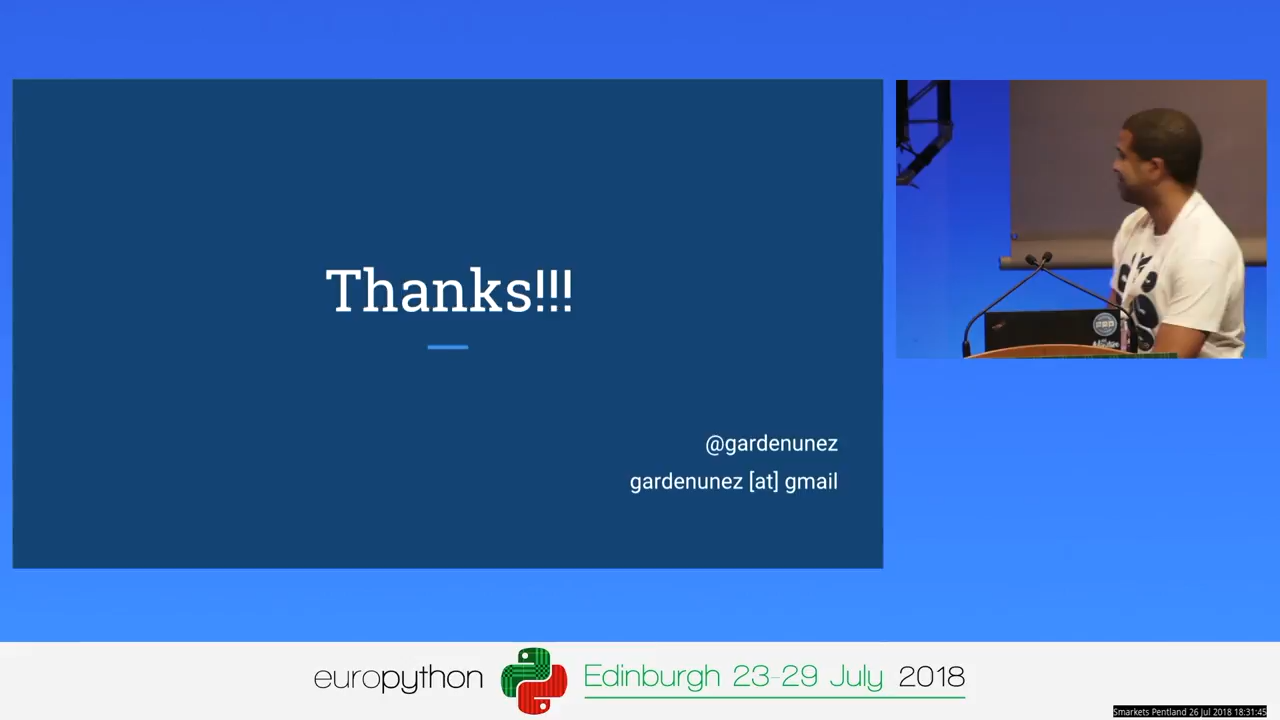 Thanks!!!
@gardenunez
gardenunez [at] gmail
europython
Edinburgh 23-29 July 2018
Smarkets Pentland 26 Jul 2018 18:31:45